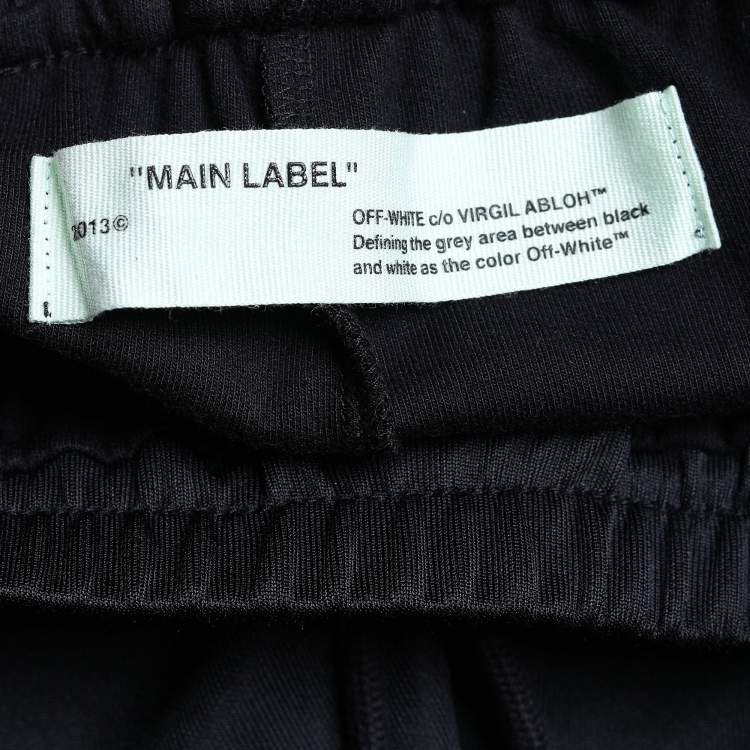 "MAIN LABEL"
2013©
OFF-WHITE c/o VIRGIL ABLOH™
Defining the grey area between black
and white as the color Off-White™